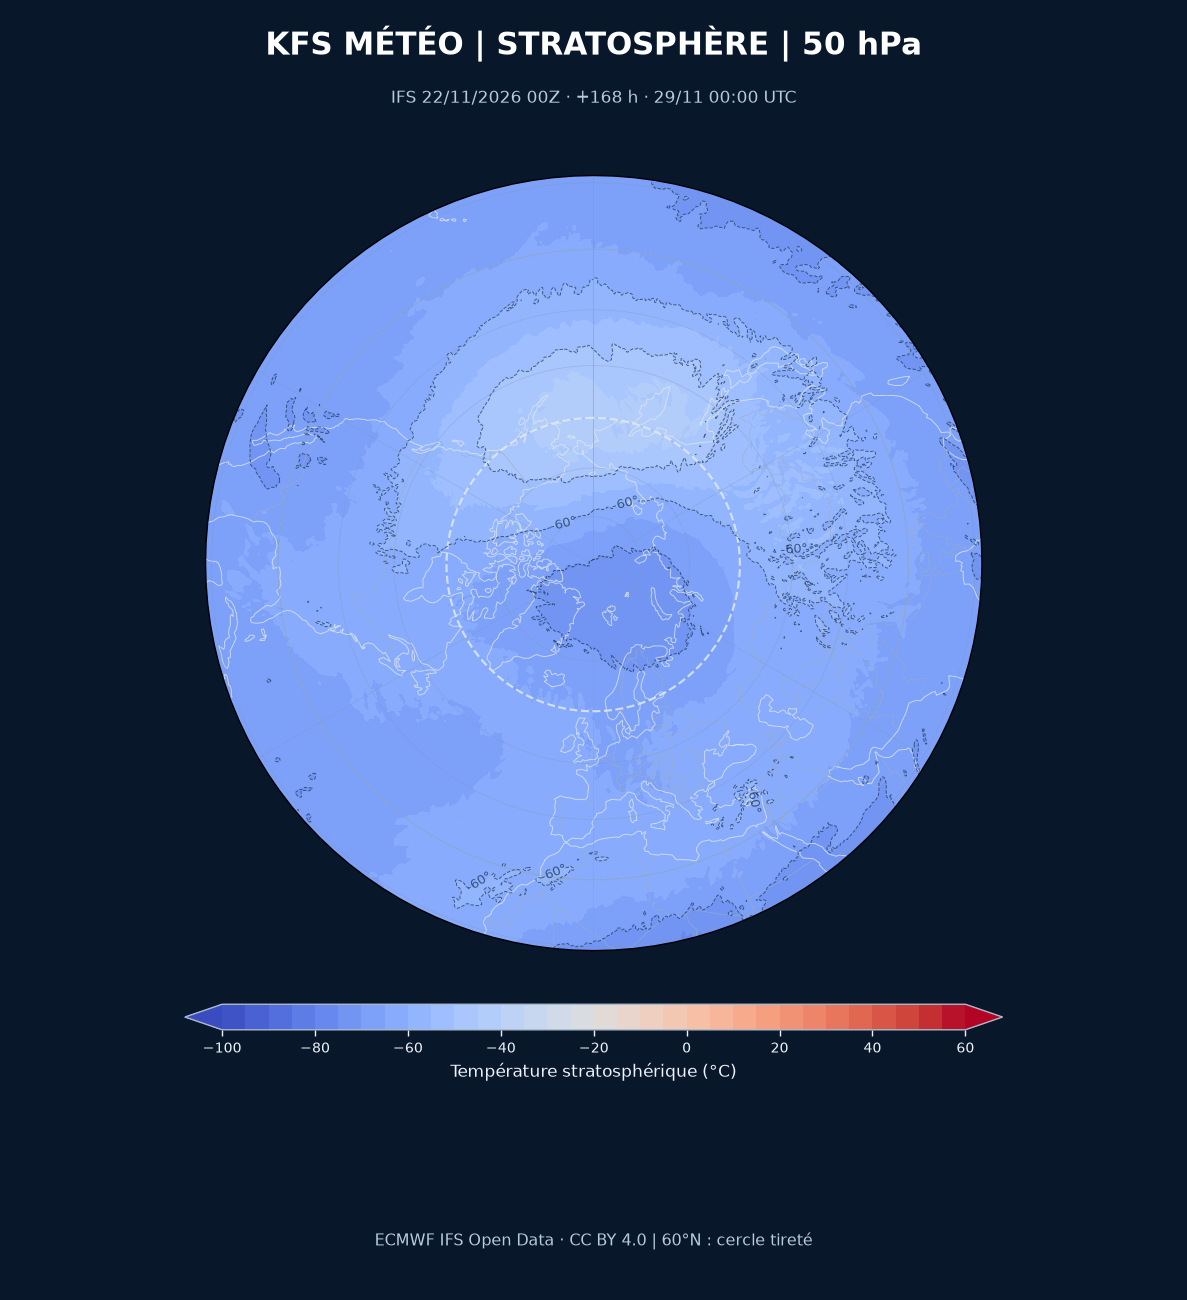 KFS MÉTÉO | STRATOSPHÈRE | 50 hPa
IFS 22/11/2026 00Z · +168 h · 29/11 00:00 UTC
-60°
-60°
-60°
-60°
-60°
-60°
−100 −80 −60 −40 −20 0 20 40 60
Température stratosphérique (°C)
ECMWF IFS Open Data · CC BY 4.0 | 60°N : cercle tireté